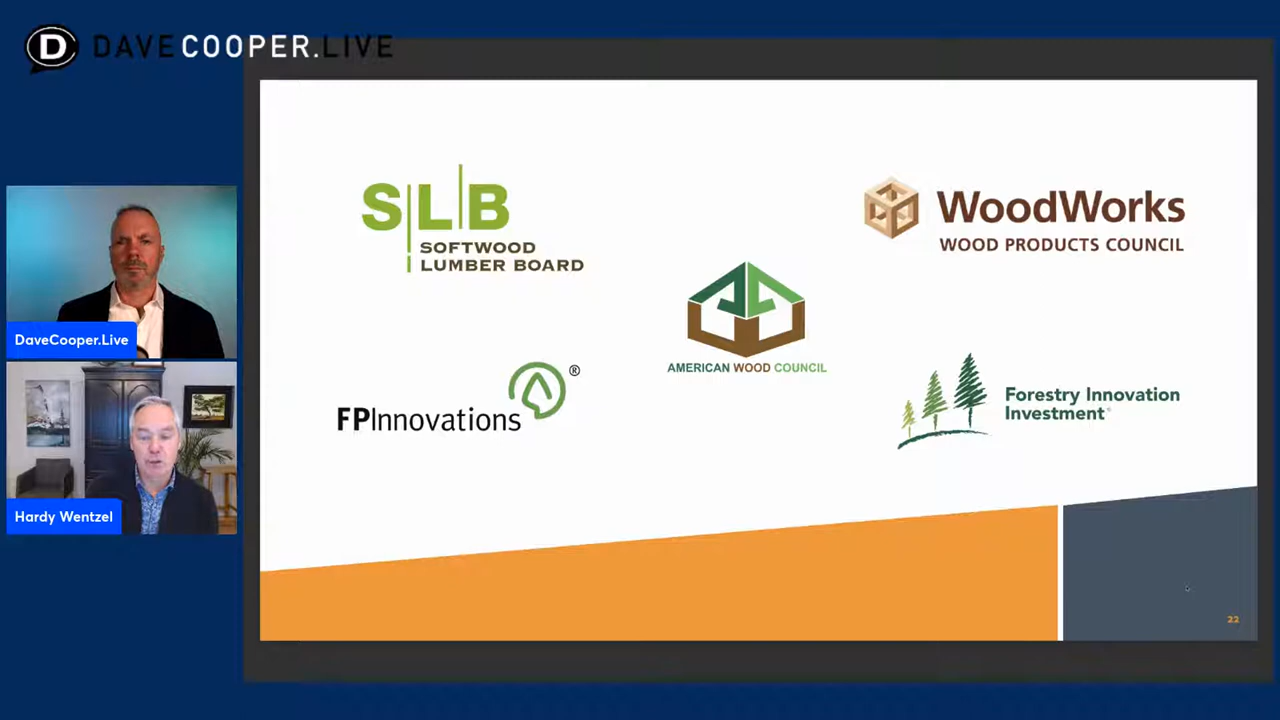 D DAVECOOPER.LIVE
SLB
SOFTWOOD
LUMBER BOARD
WoodWorks
WOOD PRODUCTS COUNCIL
AMERICAN WOOD COUNCIL
FPInnovations®
Forestry Innovation
Investment®
DaveCooper.Live
Hardy Wentzel
22